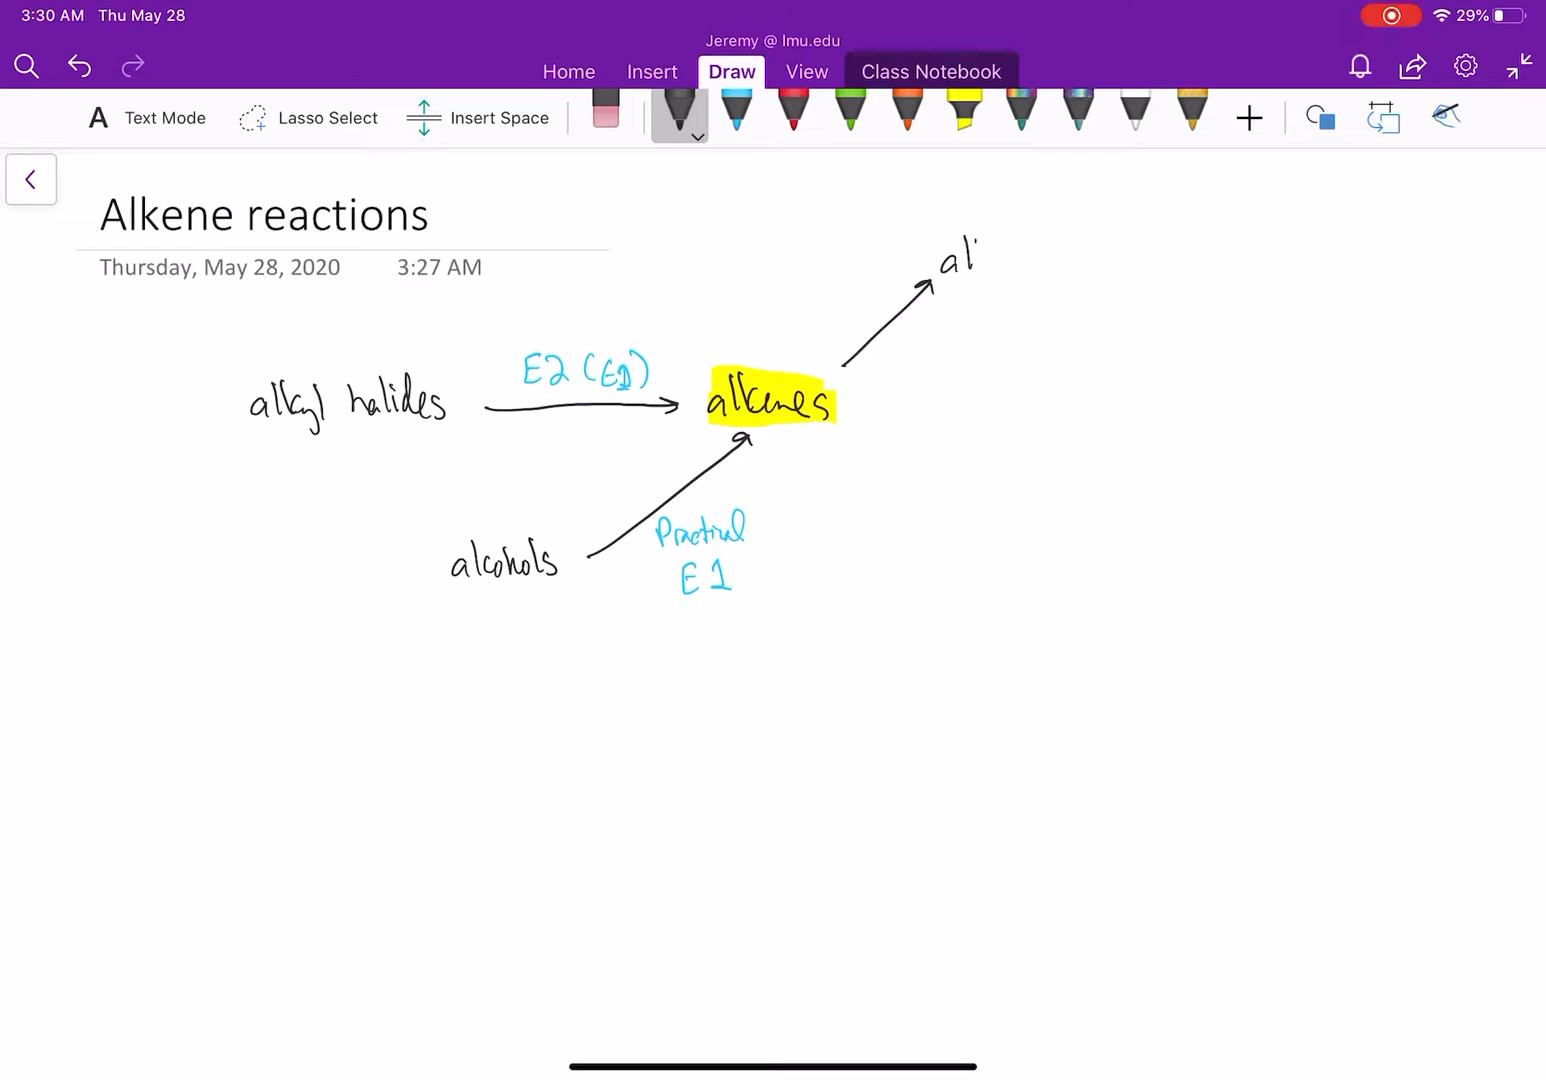 3:30 AM Thu May 28
29%
Jeremy @ lmu.edu
Home Insert Draw View Class Notebook
A Text Mode Lasso Select Insert Space
Alkene reactions
Thursday, May 28, 2020 3:27 AM
al
E2 (E1)
alkyl halides
alkenes
Practical
alcohols
E1